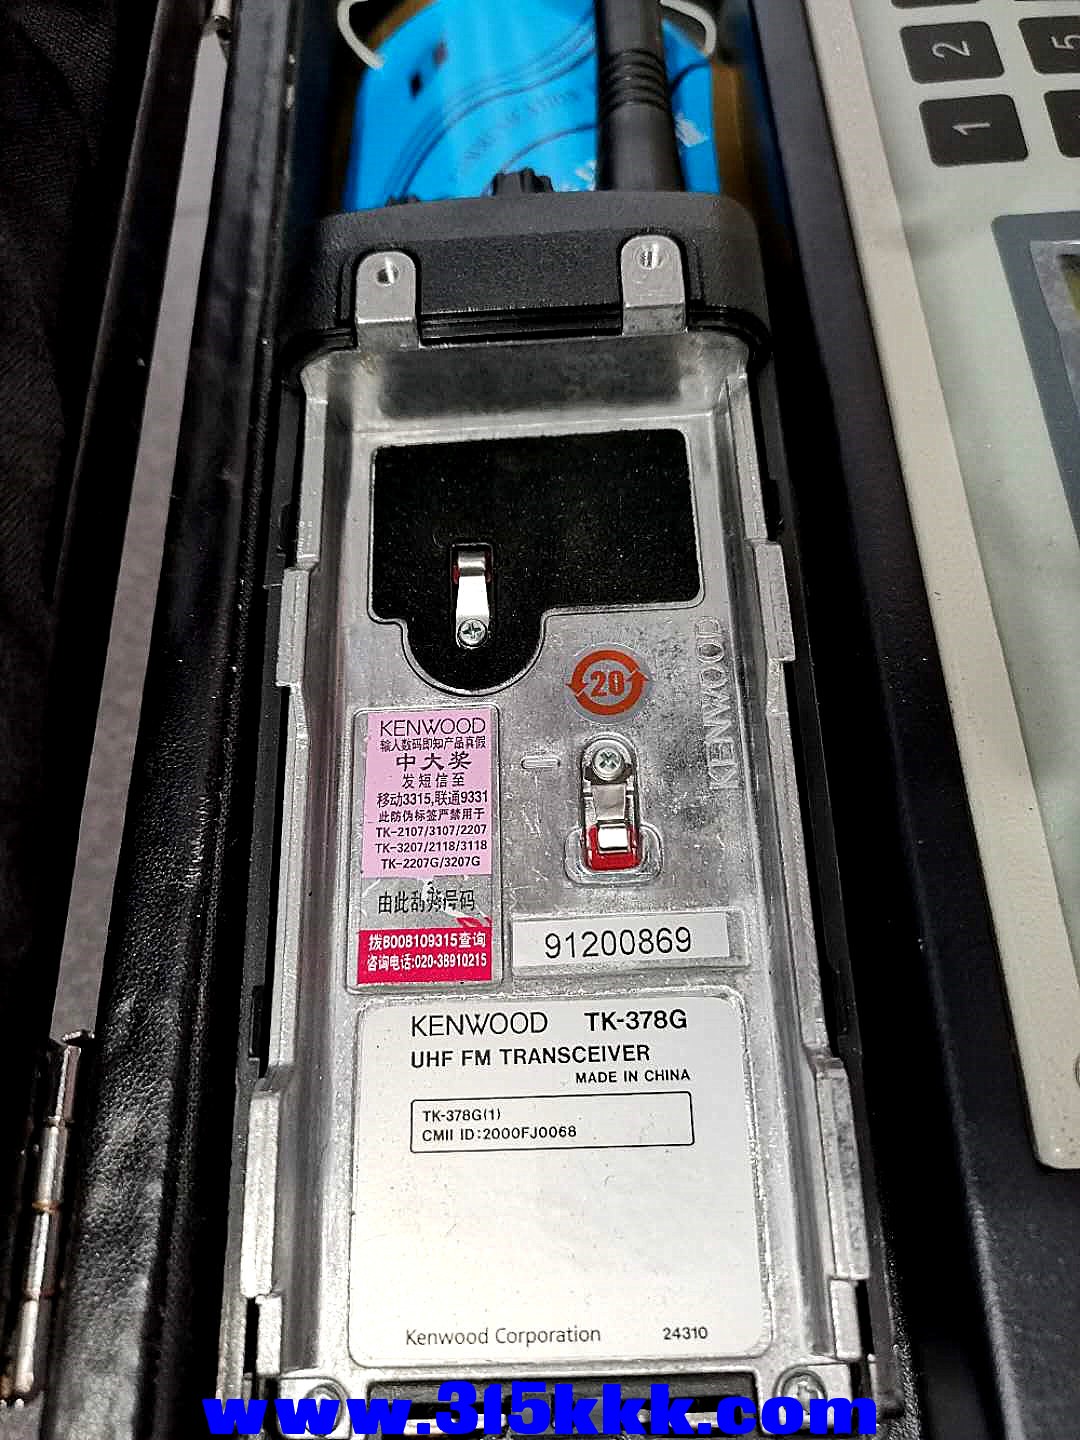 2
5
1
20
KENWOOD
KENWOOD
输入数码即知产品真假
中大奖
发短信至
移动3315,联通9331
此防伪标签严禁用于
TK-2107/3107/2207
TK-3207/2118/3118
TK-2207G/3207G
由此刮
号码
拨8008109315查询
咨询电话:020-38910215
91200869
KENWOOD TK-378G
UHF FM TRANSCEIVER
MADE IN CHINA
TK-378G(1)
CMII ID:2000FJ0068
Kenwood Corporation 24310
www.315kkk.com